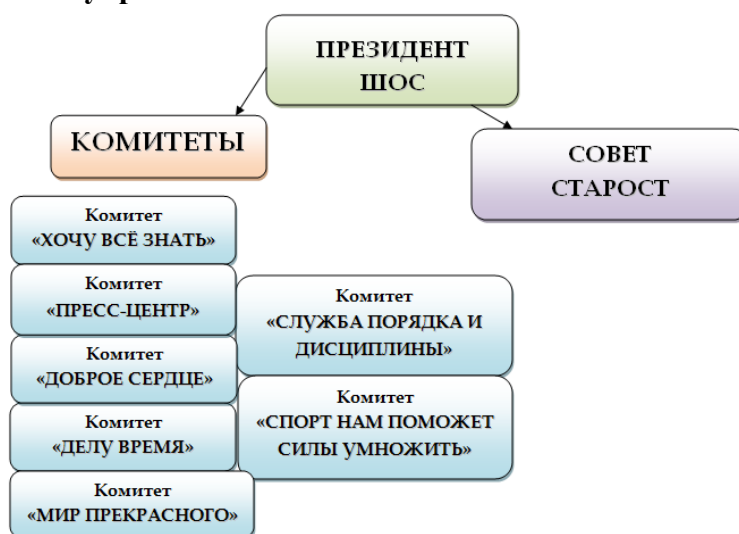 ПРЕЗИДЕНТ
ШОС
КОМИТЕТЫ
СОВЕТ
СТАРОСТ
Комитет
«ХОЧУ ВСЁ ЗНАТЬ»
Комитет
«ПРЕСС-ЦЕНТР»
Комитет
«ДОБРОЕ СЕРДЦЕ»
Комитет
«ДЕЛУ ВРЕМЯ»
Комитет
«МИР ПРЕКРАСНОГО»
Комитет
«СЛУЖБА ПОРЯДКА И
ДИСЦИПЛИНЫ»
Комитет
«СПОРТ НАМ ПОМОЖЕТ
СИЛЫ УМНОЖИТЬ»